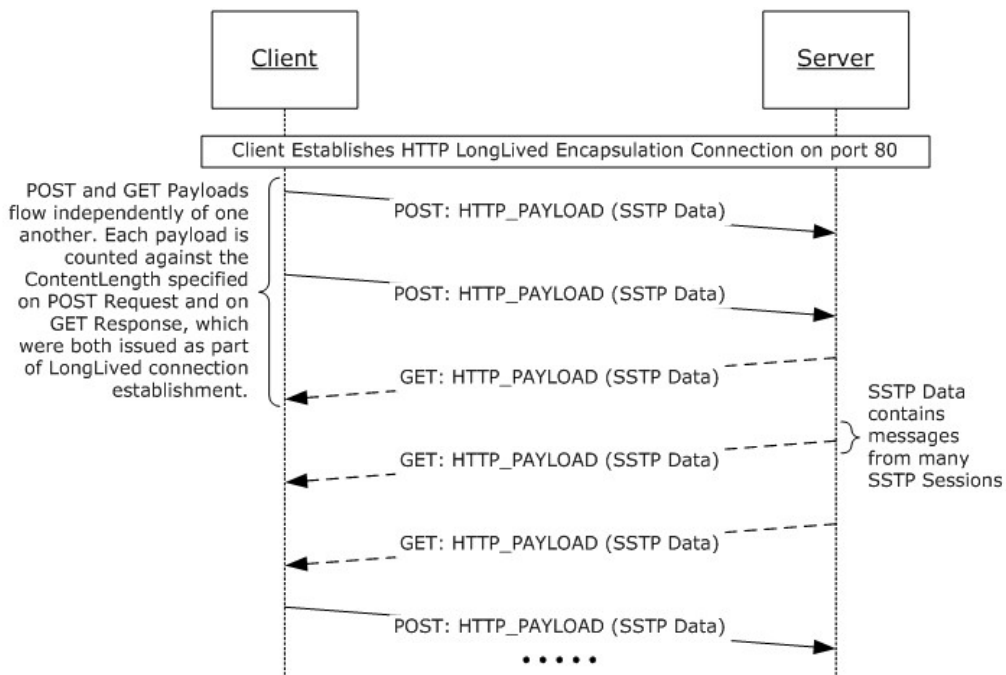 Client
Server
Client Establishes HTTP LongLived Encapsulation Connection on port 80
POST and GET Payloads
flow independently of one
another. Each payload is
counted against the
ContentLength specified
on POST Request and on
GET Response, which
were both issued as part
of LongLived connection
establishment.
POST: HTTP_PAYLOAD (SSTP Data)
POST: HTTP_PAYLOAD (SSTP Data)
GET: HTTP_PAYLOAD (SSTP Data)
GET: HTTP_PAYLOAD (SSTP Data)
SSTP Data
contains
messages
from many
SSTP Sessions
GET: HTTP_PAYLOAD (SSTP Data)
POST: HTTP_PAYLOAD (SSTP Data)
• • • • •